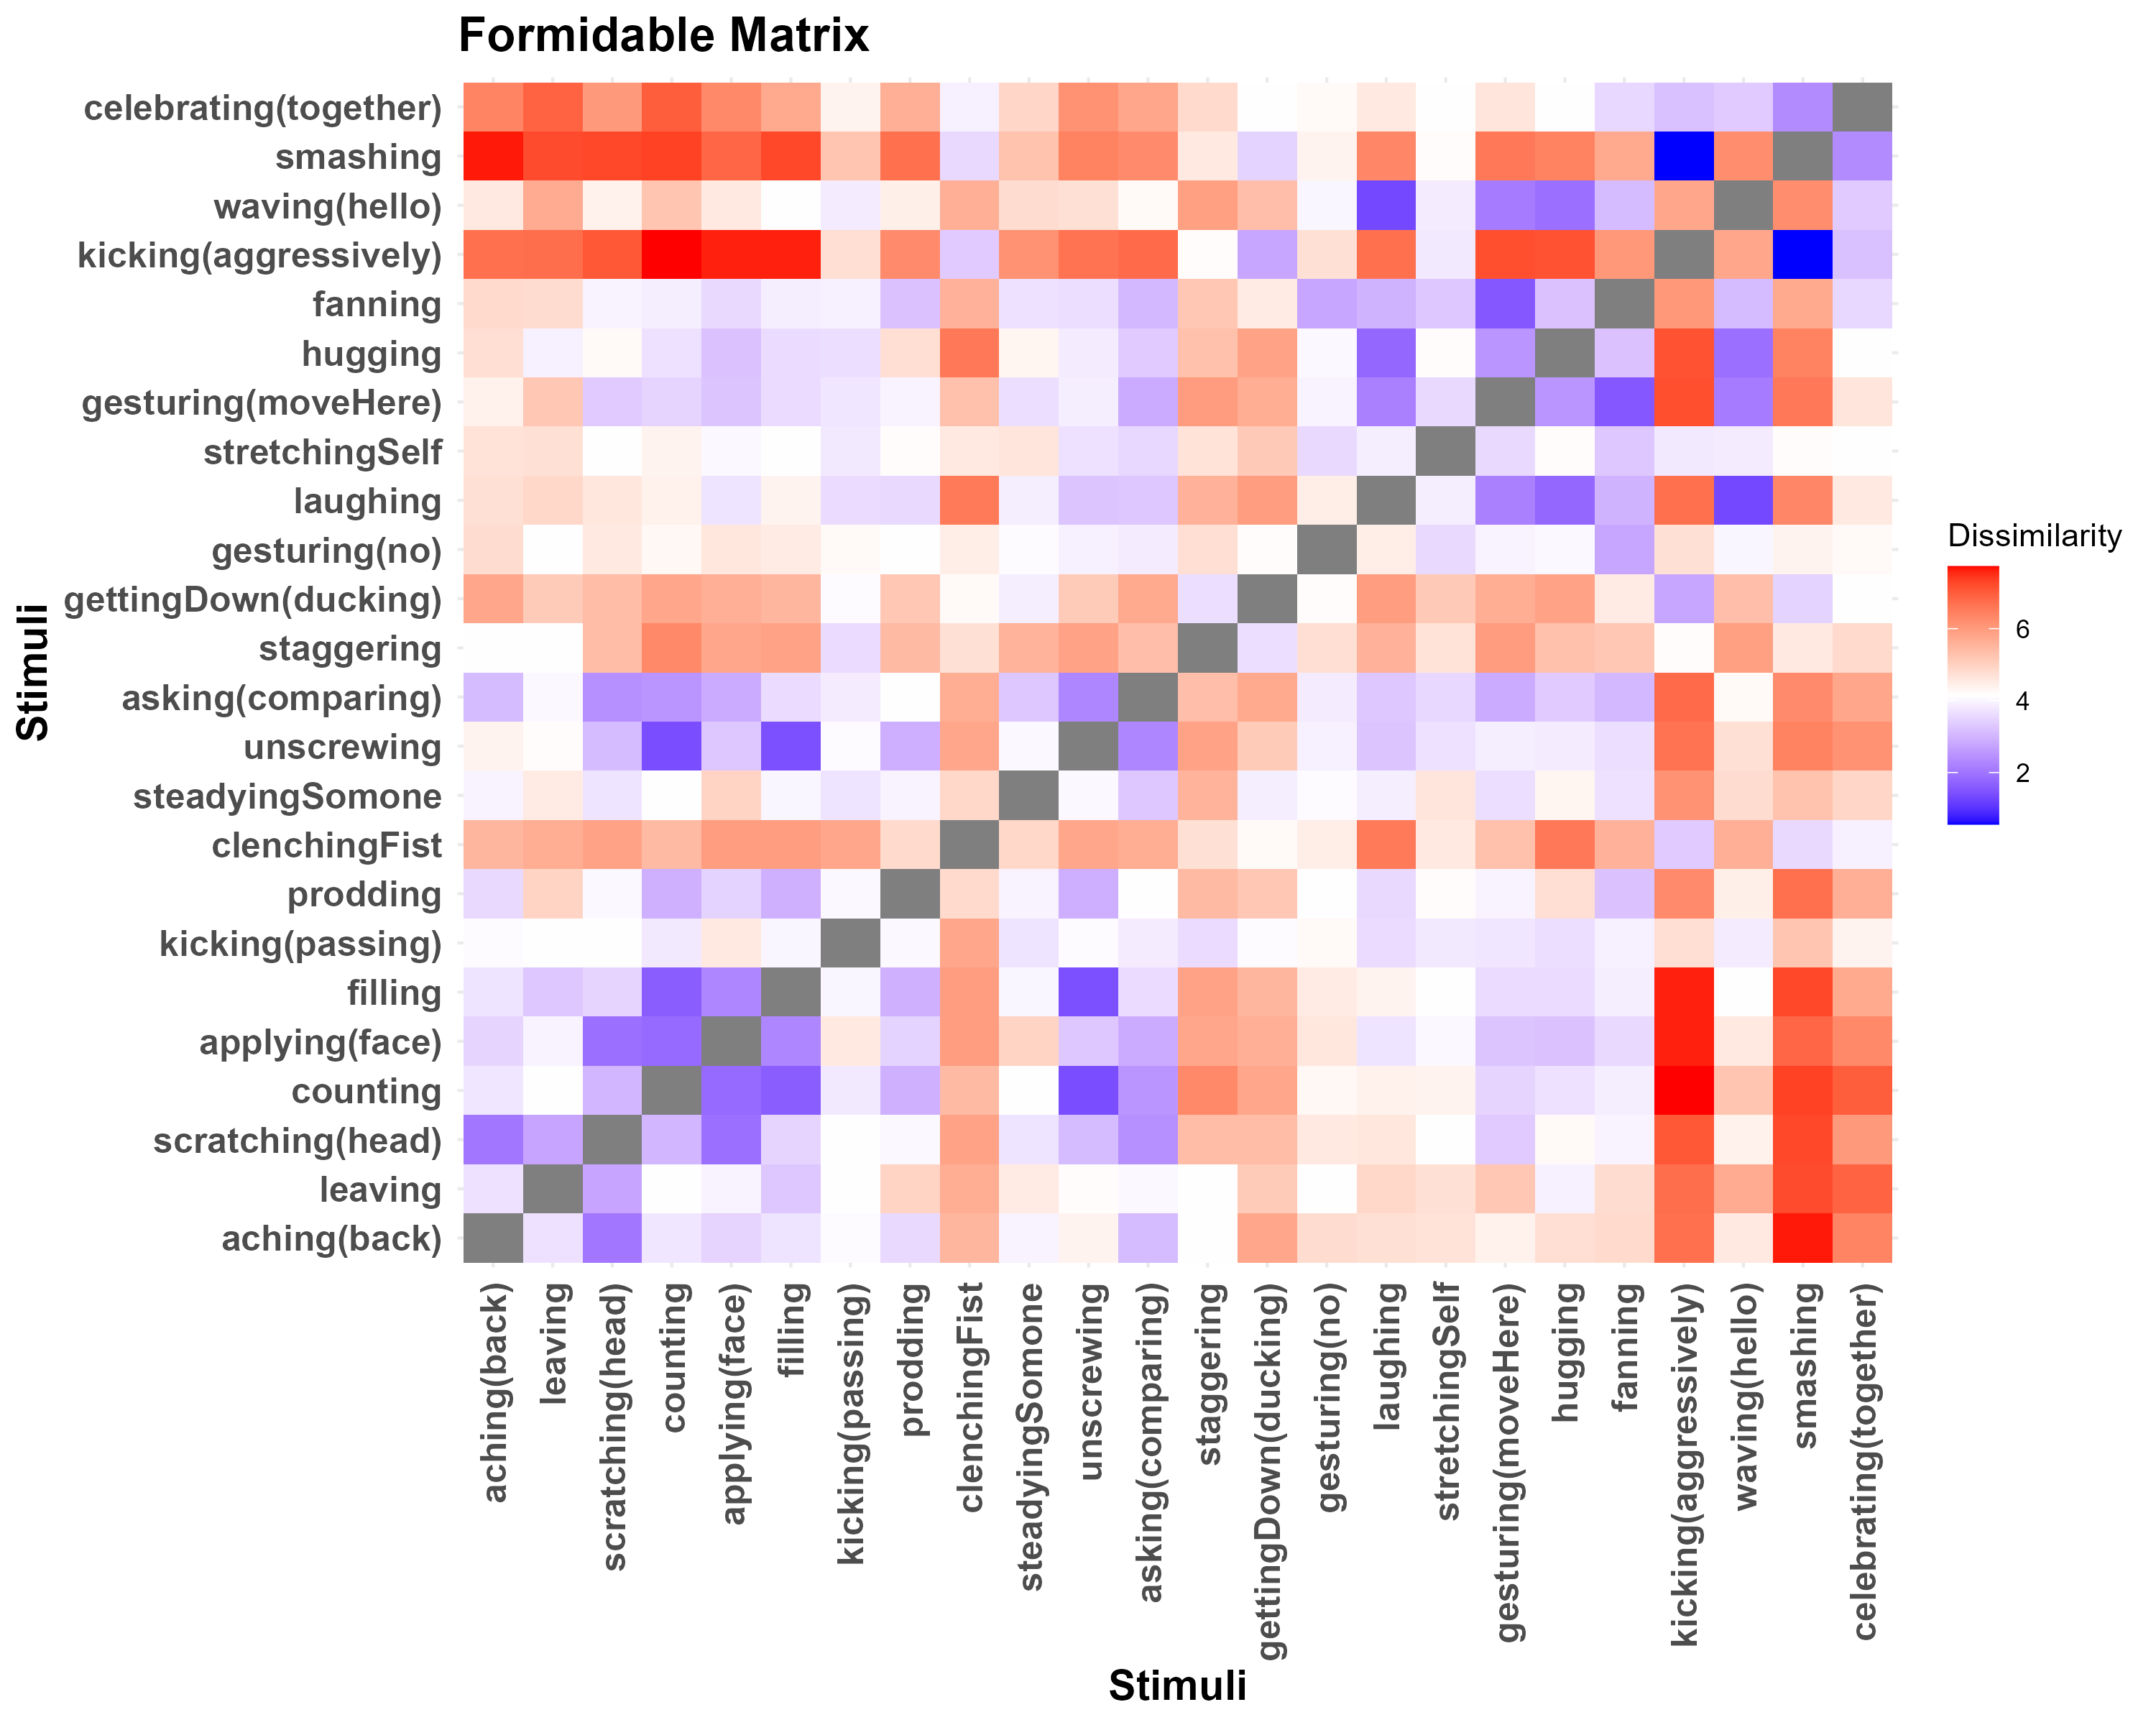 Formidable Matrix
Stimuli
celebrating(together)
smashing
waving(hello)
kicking(aggressively)
fanning
hugging
gesturing(moveHere)
stretchingSelf
laughing
gesturing(no)
gettingDown(ducking)
staggering
asking(comparing)
unscrewing
steadyingSomone
clenchingFist
prodding
kicking(passing)
filling
applying(face)
counting
scratching(head)
leaving
aching(back)
aching(back)
leaving
scratching(head)
counting
applying(face)
filling
kicking(passing)
prodding
clenchingFist
steadyingSomone
unscrewing
asking(comparing)
staggering
gettingDown(ducking)
gesturing(no)
laughing
stretchingSelf
gesturing(moveHere)
hugging
fanning
kicking(aggressively)
waving(hello)
smashing
celebrating(together)
Stimuli
Dissimilarity
6
4
2